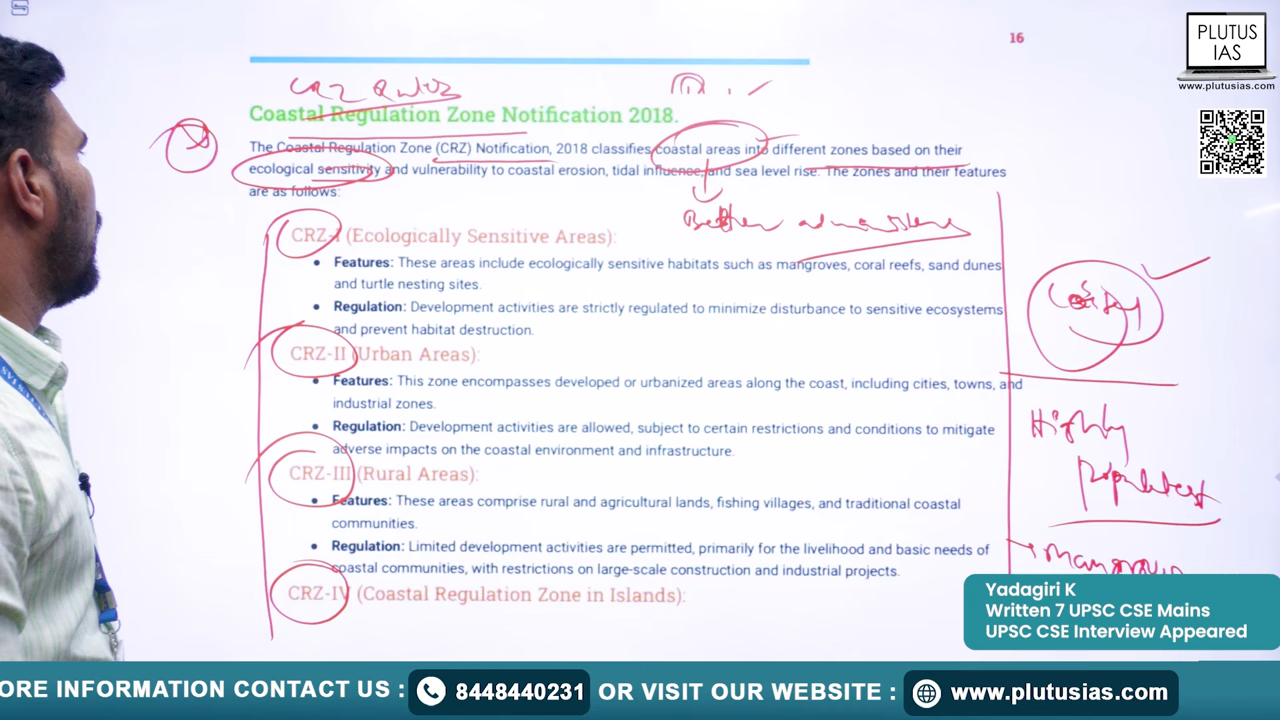 16
PLUTUS
IAS
www.plutusias.com
CRZ Rules
Coastal Regulation Zone Notification 2018.
The Coastal Regulation Zone (CRZ) Notification, 2018 classifies coastal areas into different zones based on their
ecological sensitivity and vulnerability to coastal erosion, tidal influence, and sea level rise. The zones and their features
are as follows:
Better
CRZ-I (Ecologically Sensitive Areas):
• Features: These areas include ecologically sensitive habitats such as mangroves, coral reefs, sand dunes
and turtle nesting sites.
• Regulation: Development activities are strictly regulated to minimize disturbance to sensitive ecosystems
and prevent habitat destruction.
CRZ-II (Urban Areas):
• Features: This zone encompasses developed or urbanized areas along the coast, including cities, towns, and
industrial zones.
• Regulation: Development activities are allowed, subject to certain restrictions and conditions to mitigate
adverse impacts on the coastal environment and infrastructure.
CRZ-III (Rural Areas):
• Features: These areas comprise rural and agricultural lands, fishing villages, and traditional coastal
communities.
• Regulation: Limited development activities are permitted, primarily for the livelihood and basic needs of
coastal communities, with restrictions on large-scale construction and industrial projects.
CRZ-IV (Coastal Regulation Zone in Islands):
Highly
Yadagiri K
Written 7 UPSC CSE Mains
UPSC CSE Interview Appeared
ORE INFORMATION CONTACT US : 8448440231 OR VISIT OUR WEBSITE : www.plutusias.com